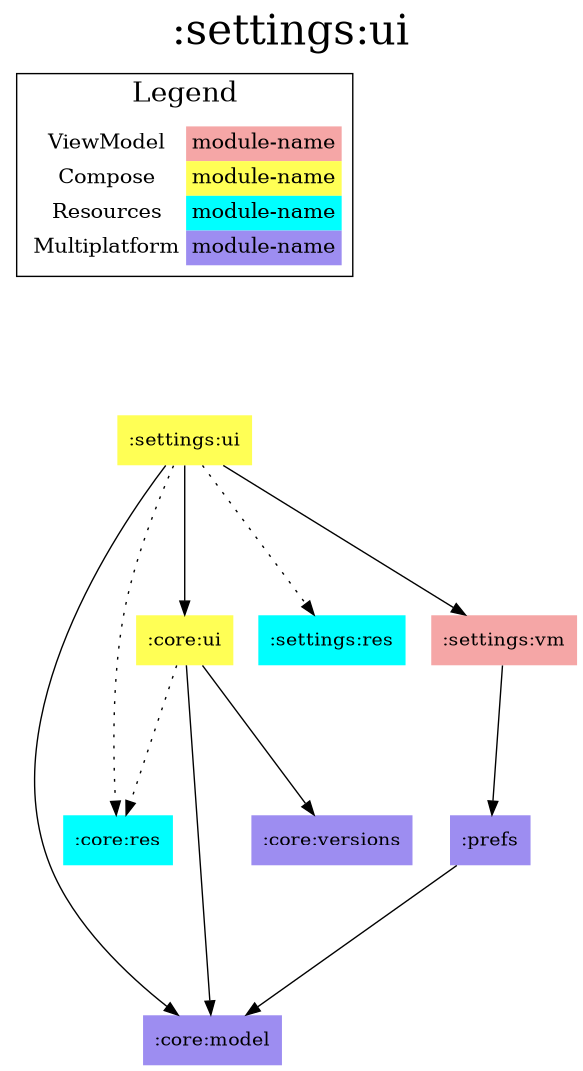 :settings:ui
Legend
ViewModel module-name
Compose module-name
Resources module-name
Multiplatform module-name
:settings:ui
:core:ui
:settings:res
:settings:vm
:core:res
:core:versions
:prefs
:core:model